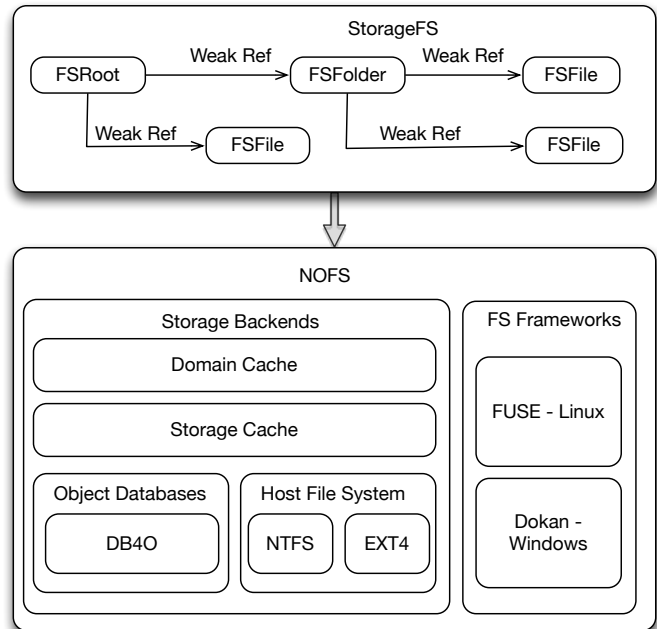 StorageFS
Weak Ref
Weak Ref
FSRoot
FSFolder
FSFile
Weak Ref
Weak Ref
FSFile
FSFile
NOFS
Storage Backends
FS Frameworks
Domain Cache
FUSE - Linux
Storage Cache
Object Databases
Host File System
DB4O
NTFS
EXT4
Dokan -
Windows